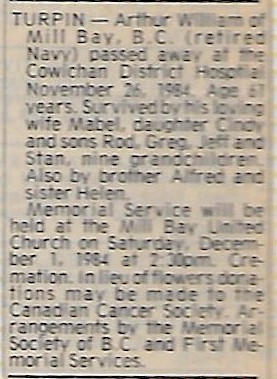 TURPIN — Arthur William of
Mill Bay, B.C. (retired
Navy) passed away at the
Cowichan District Hospital
November 26, 1984. Age 61
years. Survived by his loving
wife Mabel, daughter Cindy
and sons Rod, Greg, Jeff and
Stan, nine grandchildren.
Also by brother Alfred and
sister Helen.
Memorial Service will be
held at the Mill Bay United
Church on Saturday, Decem-
ber 1, 1984 at 2:30pm. Cre-
mation. In lieu of flowers dona-
tions may be made to the
Canadian Cancer Society. Ar-
rangements by the Memorial
Society of B.C. and First Me-
morial Services.